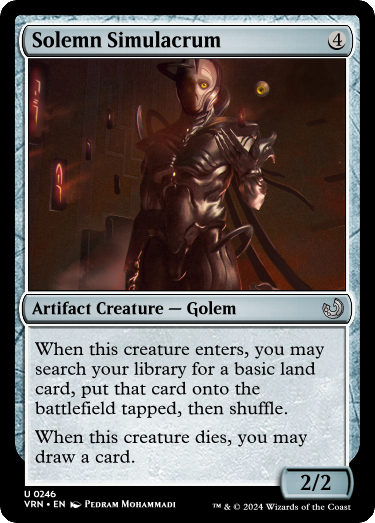 Solemn Simulacrum 4
Artifact Creature — Golem
When this creature enters, you may
search your library for a basic land
card, put that card onto the
battlefield tapped, then shuffle.
When this creature dies, you may
draw a card.
2/2
U 0246
VRN • EN Pedram Mohammadi
™ & © 2024 Wizards of the Coast